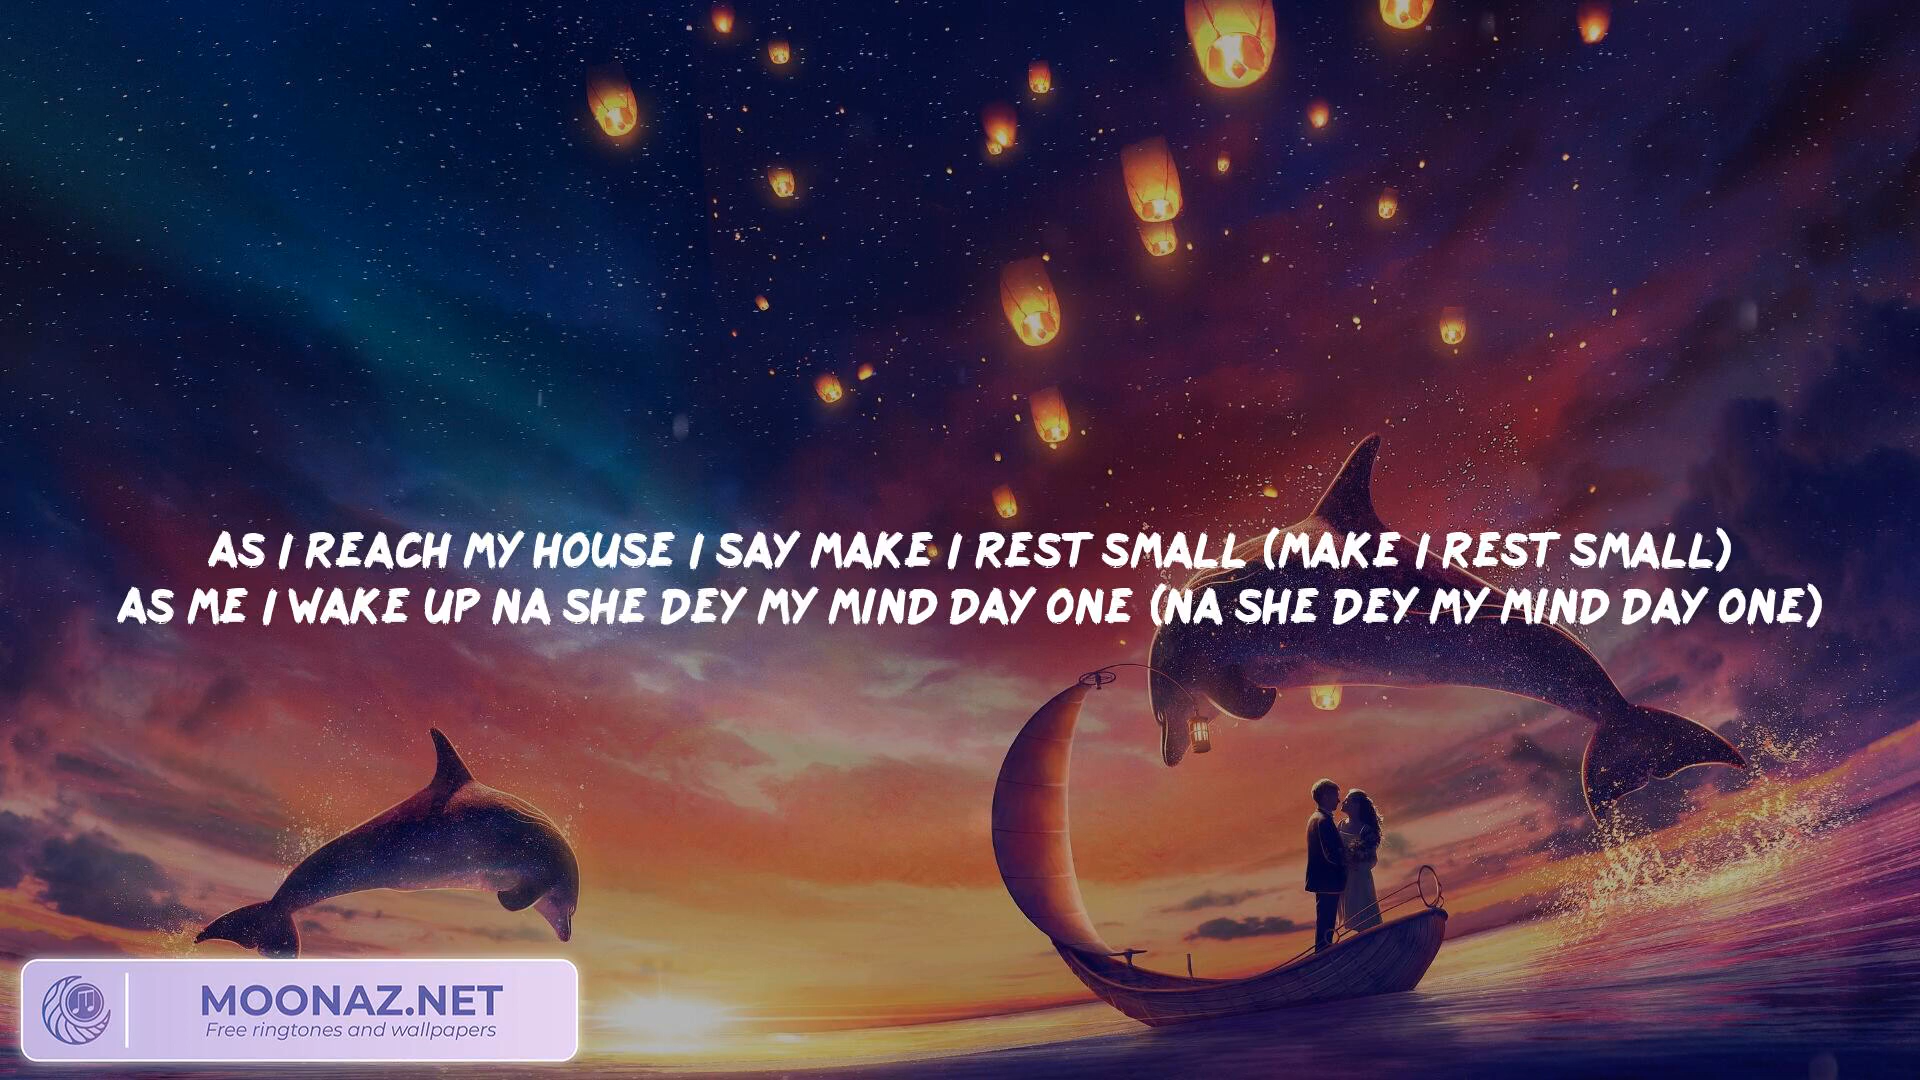 AS I REACH MY HOUSE I SAY MAKE I REST SMALL (MAKE I REST SMALL)
AS ME I WAKE UP NA SHE DEY MY MIND DAY ONE (NA SHE DEY MY MIND DAY ONE)
MOONAZ.NET
Free ringtones and wallpapers